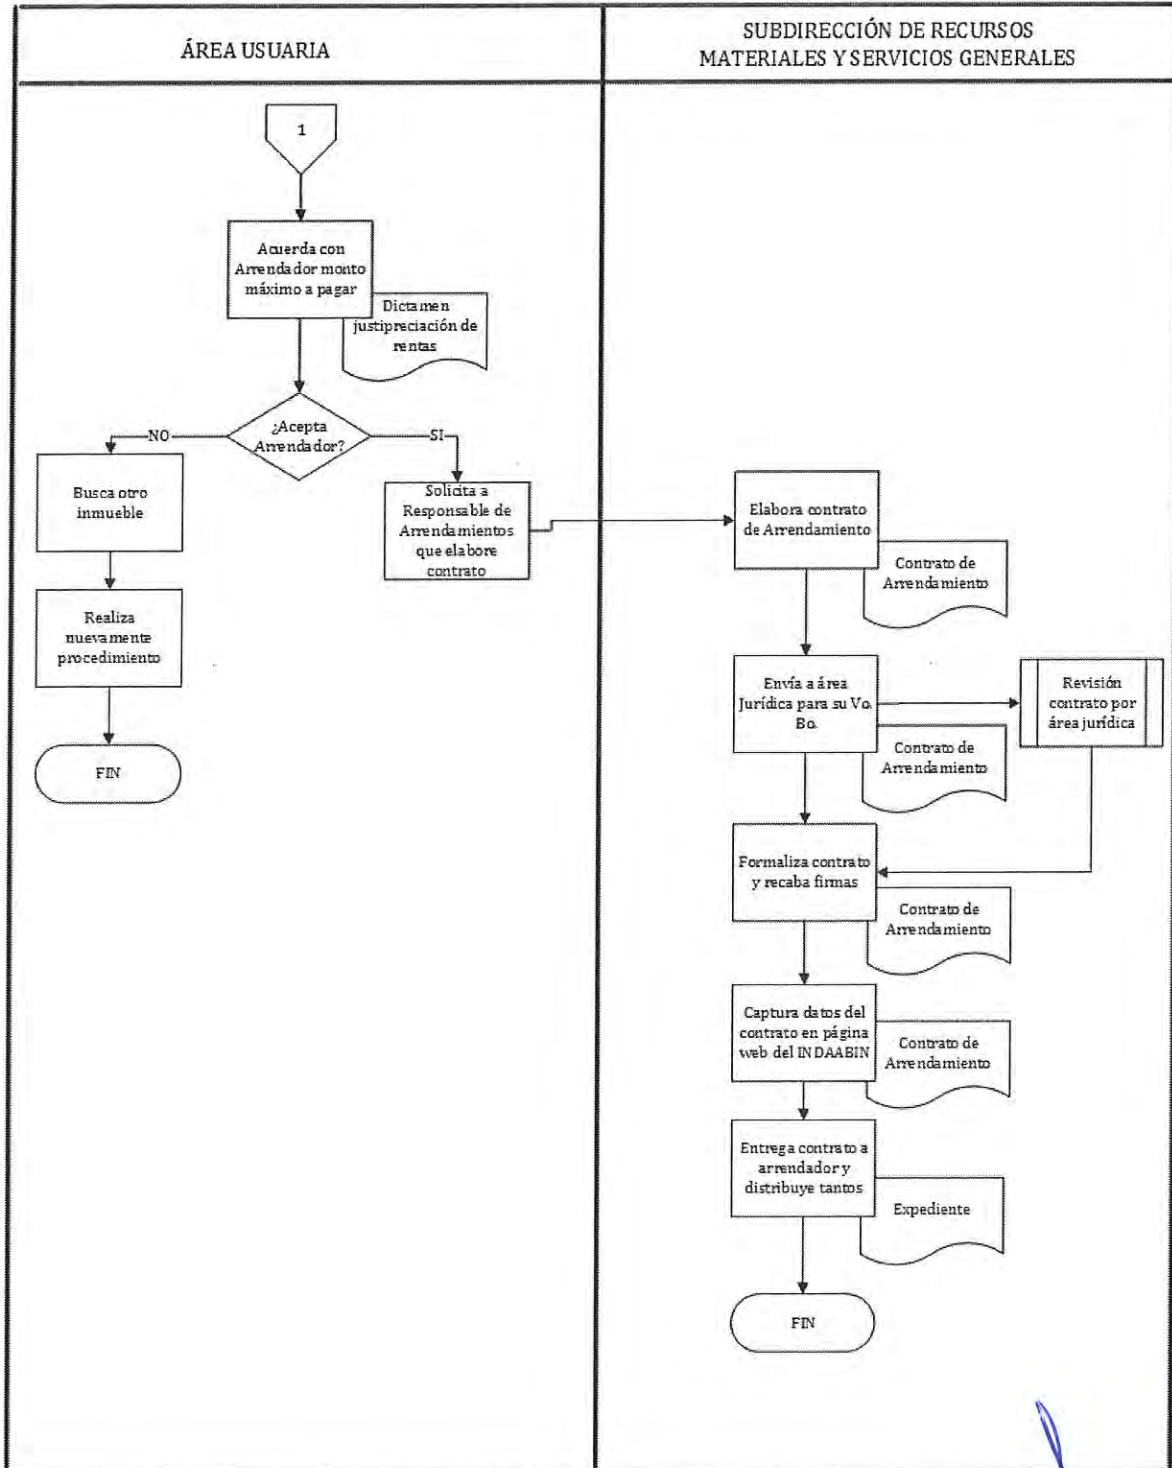 ÁREA USUARIA
SUBDIRECCIÓN DE RECURSOS
MATERIALES Y SERVICIOS GENERALES
1
Acuerda con
Arrendador monto
máximo a pagar
Dictamen
justipreciación de
rentas
¿Acepta
Arrendador?
NO
SI
Busca otro
inmueble
Solicita a
Responsable de
Arrendamientos
que elabore
contrato
Realiza
nuevamente
procedimiento
FIN
Elabora contrato
de Arrendamiento
Contrato de
Arrendamiento
Envía a área
Jurídica para su Vo.
Bo.
Contrato de
Arrendamiento
Revisión
contrato por
área jurídica
Formaliza contrato
y recaba firmas
Contrato de
Arrendamiento
Captura datos del
contrato en página
web del INDAABIN
Contrato de
Arrendamiento
Entrega contrato a
arrendador y
distribuye tantos
Expediente
FIN